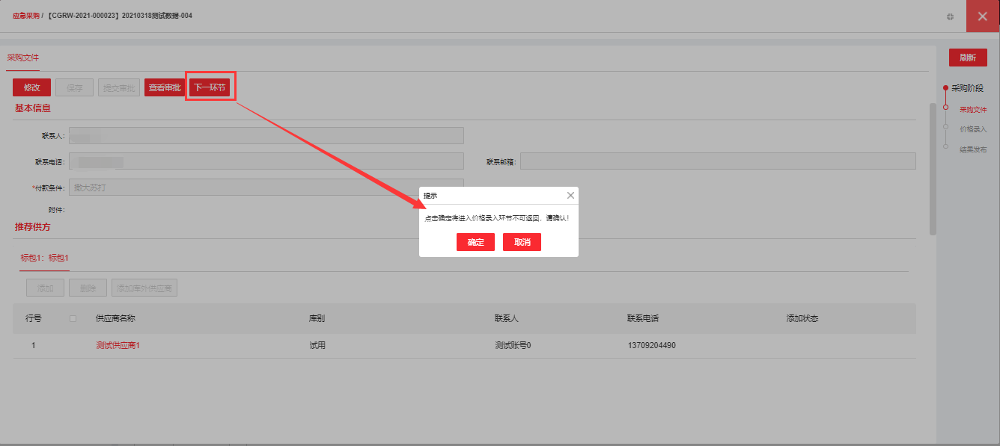 应急采购 / 【CGRW-2021-000023】20210318测试数据-004
采购文件
刷新
修改 保存 提交审批 查看审批 下一环节
采购阶段
基本信息
采购文件
联系人:
价格录入
结果发布
联系电话: 联系邮箱:
*付款条件: 撒大苏打
提示
附件:
点击确定将进入价格录入环节不可返回，请确认！
推荐供方
确定 取消
标包1：标包1
添加 删除 添加库外供应商
行号 供应商名称 库别 联系人 联系电话 添加状态
1 测试供应商1 试用 测试账号0 13709204490